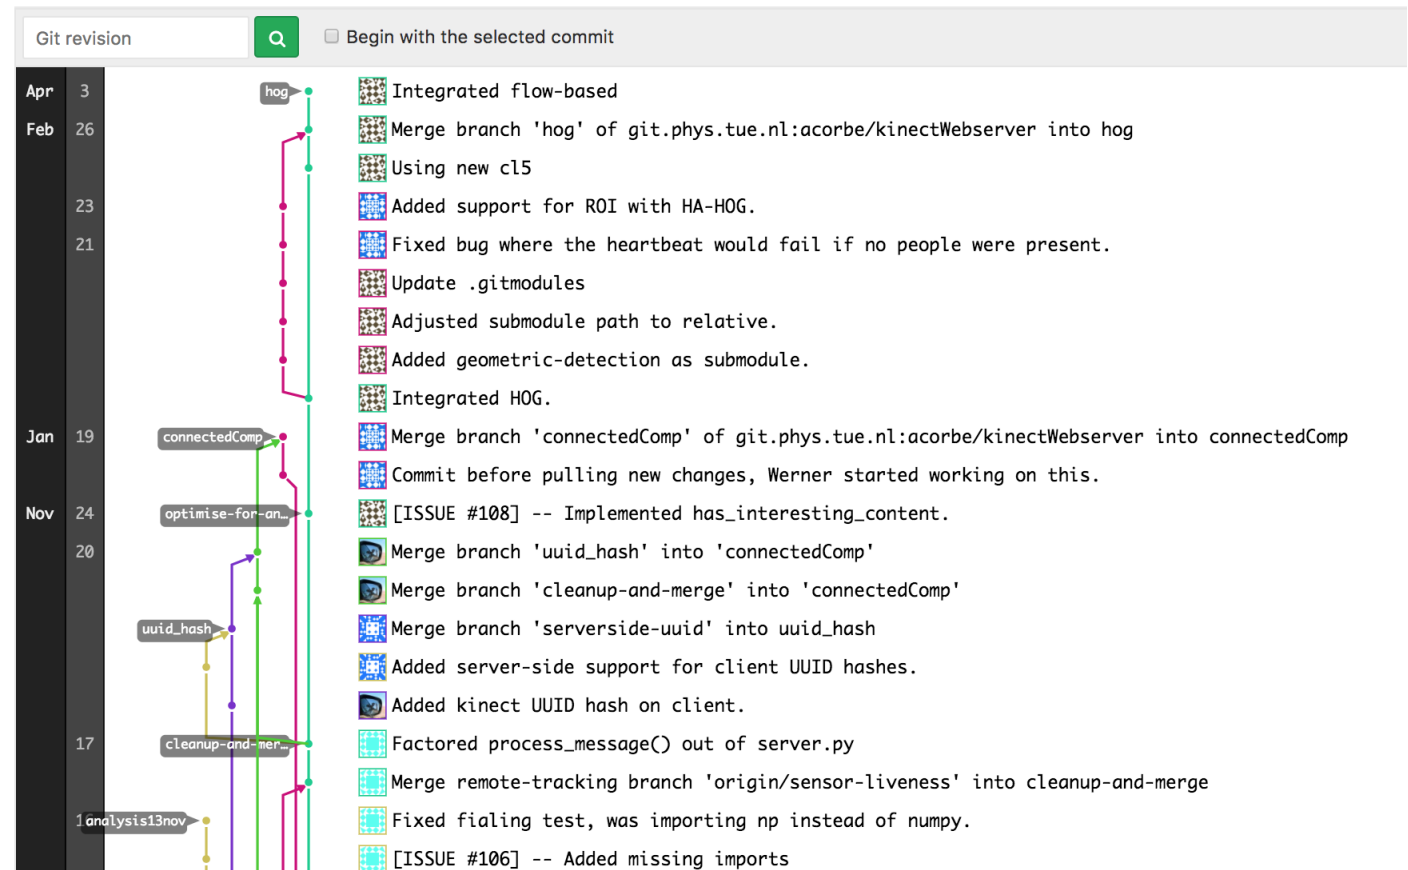 Git revision
Begin with the selected commit
Apr 3 hog Integrated flow-based
Feb 26 Merge branch 'hog' of git.phys.tue.nl:acorbe/kinectWebserver into hog
Using new cl5
23 Added support for ROI with HA-HOG.
21 Fixed bug where the heartbeat would fail if no people were present.
Update .gitmodules
Adjusted submodule path to relative.
Added geometric-detection as submodule.
Integrated HOG.
Jan 19 connectedComp Merge branch 'connectedComp' of git.phys.tue.nl:acorbe/kinectWebserver into connectedComp
Commit before pulling new changes, Werner started working on this.
Nov 24 optimise-for-an… [ISSUE #108] -- Implemented has_interesting_content.
20 Merge branch 'uuid_hash' into 'connectedComp'
Merge branch 'cleanup-and-merge' into 'connectedComp'
uuid_hash Merge branch 'serverside-uuid' into uuid_hash
Added server-side support for client UUID hashes.
Added kinect UUID hash on client.
17 cleanup-and-mer… Factored process_message() out of server.py
Merge remote-tracking branch 'origin/sensor-liveness' into cleanup-and-merge
analysis13nov Fixed fialing test, was importing np instead of numpy.
[ISSUE #106] -- Added missing imports